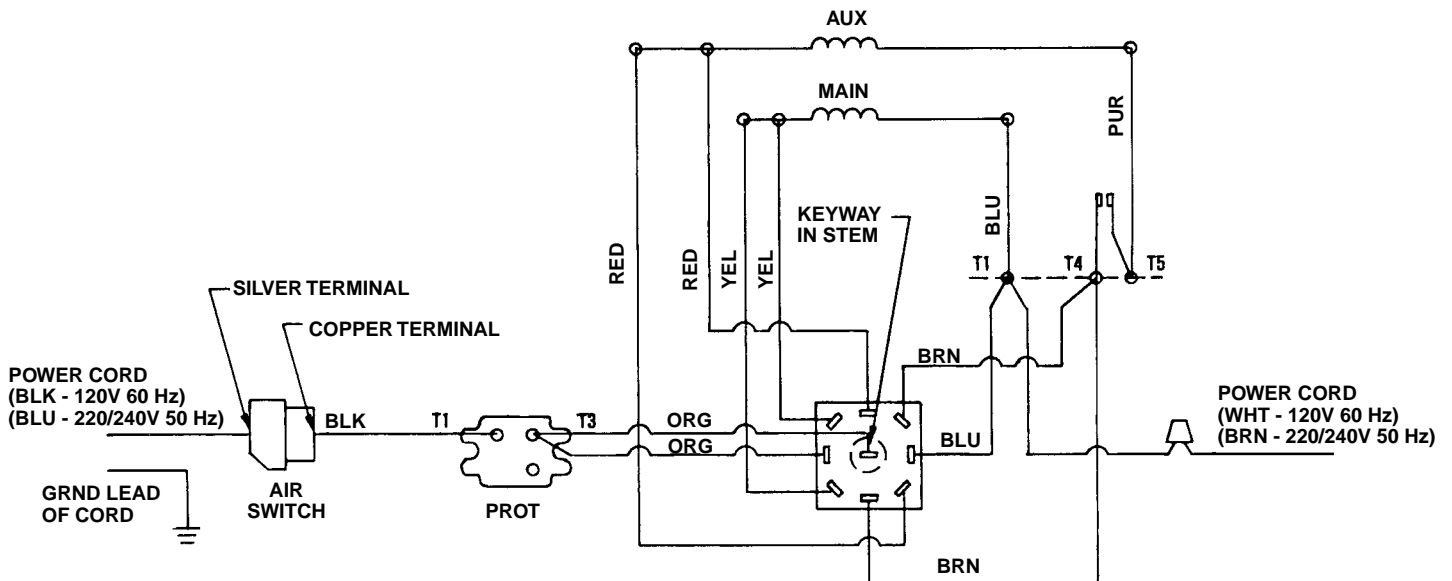 AUX
MAIN
PUR
KEYWAY
IN STEM
BLU
RED
RED
YEL
YEL
T1
T4
T5
SILVER TERMINAL
COPPER TERMINAL
BRN
POWER CORD
(BLK - 120V 60 Hz)
(BLU - 220/240V 50 Hz)
BLK
T1
T3
ORG
ORG
BLU
POWER CORD
(WHT - 120V 60 Hz)
(BRN - 220/240V 50 Hz)
GRND LEAD
OF CORD
AIR
SWITCH
PROT
BRN